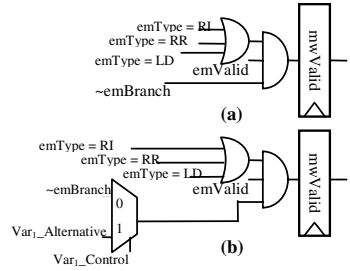 emType = RI
emType = RR
emType = LD
emValid
~emBranch
mwValid
(a)
emType = RI
emType = RR
emType = LD
emValid
~emBranch
0
1
Var1_Alternative
Var1_Control
mwValid
(b)